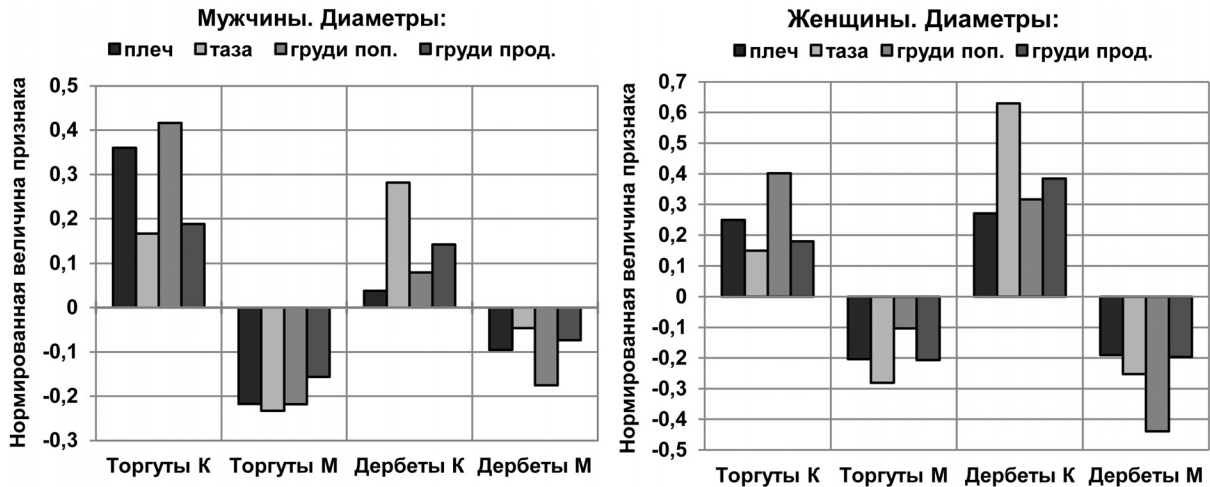 Мужчины. Диаметры:
плеч таза груди поп. груди прод.
Нормированная величина признака
0,5
0,4
0,3
0,2
0,1
0
-0,1
-0,2
-0,3
Торгуты К Торгуты М Дербеты К Дербеты М
Женщины. Диаметры:
плеч таза груди поп. груди прод.
Нормированная величина признака
0,7
0,6
0,5
0,4
0,3
0,2
0,1
0
-0,1
-0,2
-0,3
-0,4
-0,5
Торгуты К Торгуты М Дербеты К Дербеты М